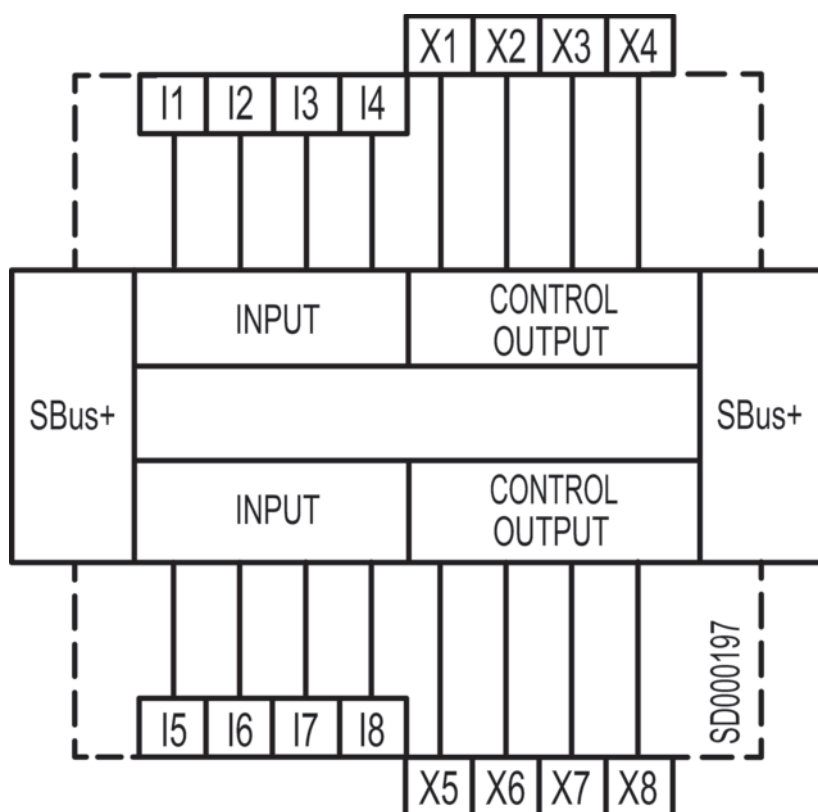 X1 X2 X3 X4
I1 I2 I3 I4
INPUT
CONTROL
OUTPUT
SBus+
SBus+
INPUT
CONTROL
OUTPUT
SD000197
I5 I6 I7 I8
X5 X6 X7 X8